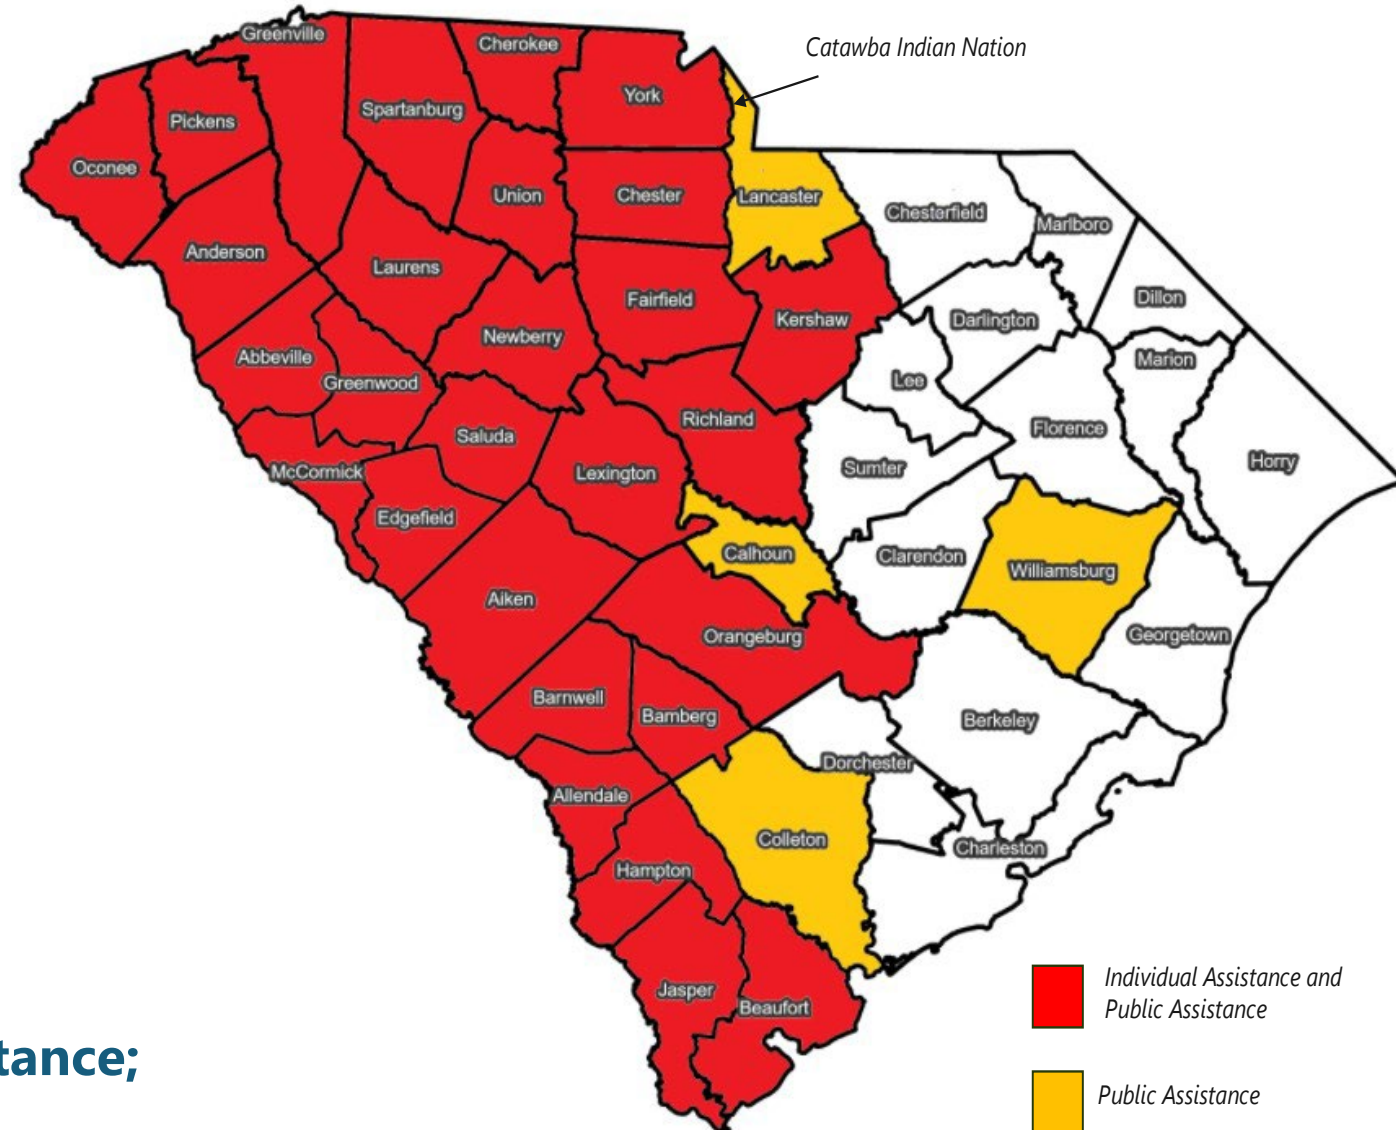 Greenville
Cherokee
Catawba Indian Nation
York
Spartanburg
Pickens
Oconee
Union
Chester
Lancaster
Chesterfield
Marlboro
Anderson
Laurens
Fairfield
Kershaw
Darlington
Dillon
Newberry
Abbeville
Greenwood
Lee
Marion
Richland
Saluda
Florence
McCormick
Lexington
Sumter
Horry
Edgefield
Calhoun
Clarendon
Williamsburg
Aiken
Orangeburg
Georgetown
Barnwell
Bamberg
Berkeley
Dorchester
Allendale
Colleton
Charleston
Hampton
Jasper
Beaufort
Individual Assistance and
Public Assistance
tance;
Public Assistance